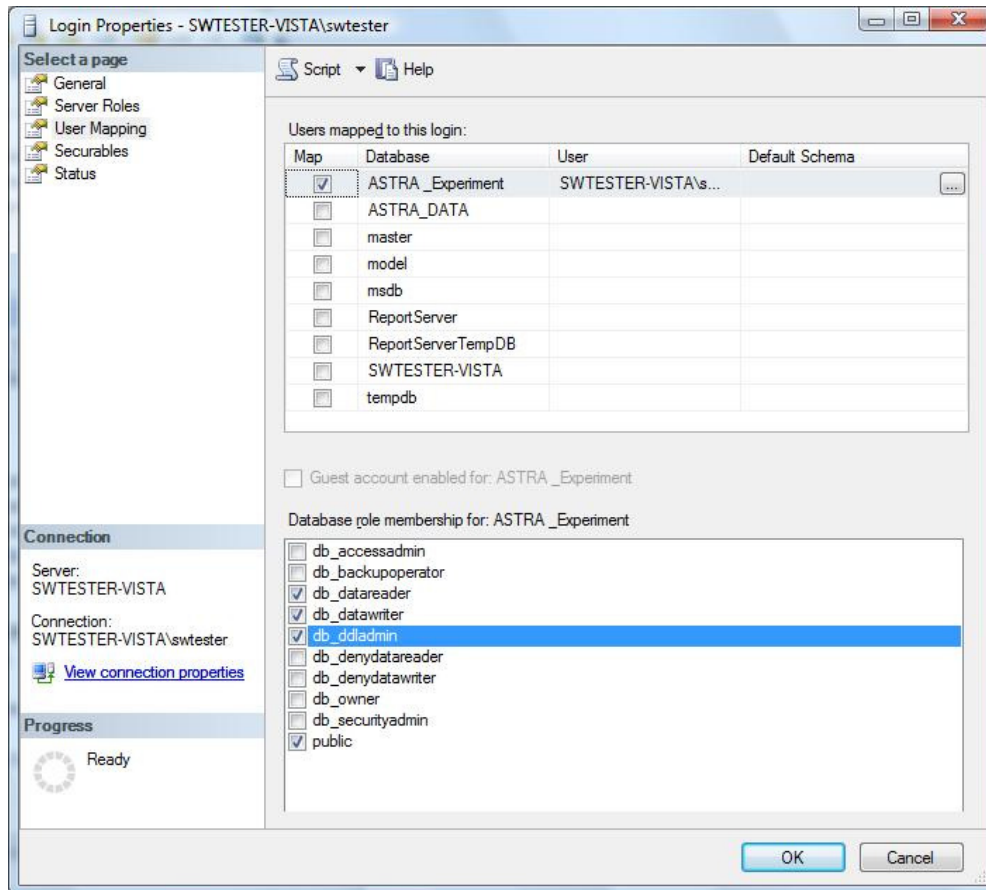 Login Properties - SWTESTER-VISTA\swtester
Select a page
General
Server Roles
User Mapping
Securables
Status
Script Help
Users mapped to this login:
Map Database User Default Schema
ASTRA _Experiment SWTESTER-VISTA\s... ...
ASTRA_DATA
master
model
msdb
ReportServer
ReportServerTempDB
SWTESTER-VISTA
tempdb
Guest account enabled for: ASTRA _Experiment
Database role membership for: ASTRA _Experiment
db_accessadmin
db_backupoperator
db_datareader
db_datawriter
db_ddladmin
db_denydatareader
db_denydatawriter
db_owner
db_securityadmin
public
Connection
Server:
SWTESTER-VISTA
Connection:
SWTESTER-VISTA\swtester
View connection properties
Progress
Ready
OK Cancel